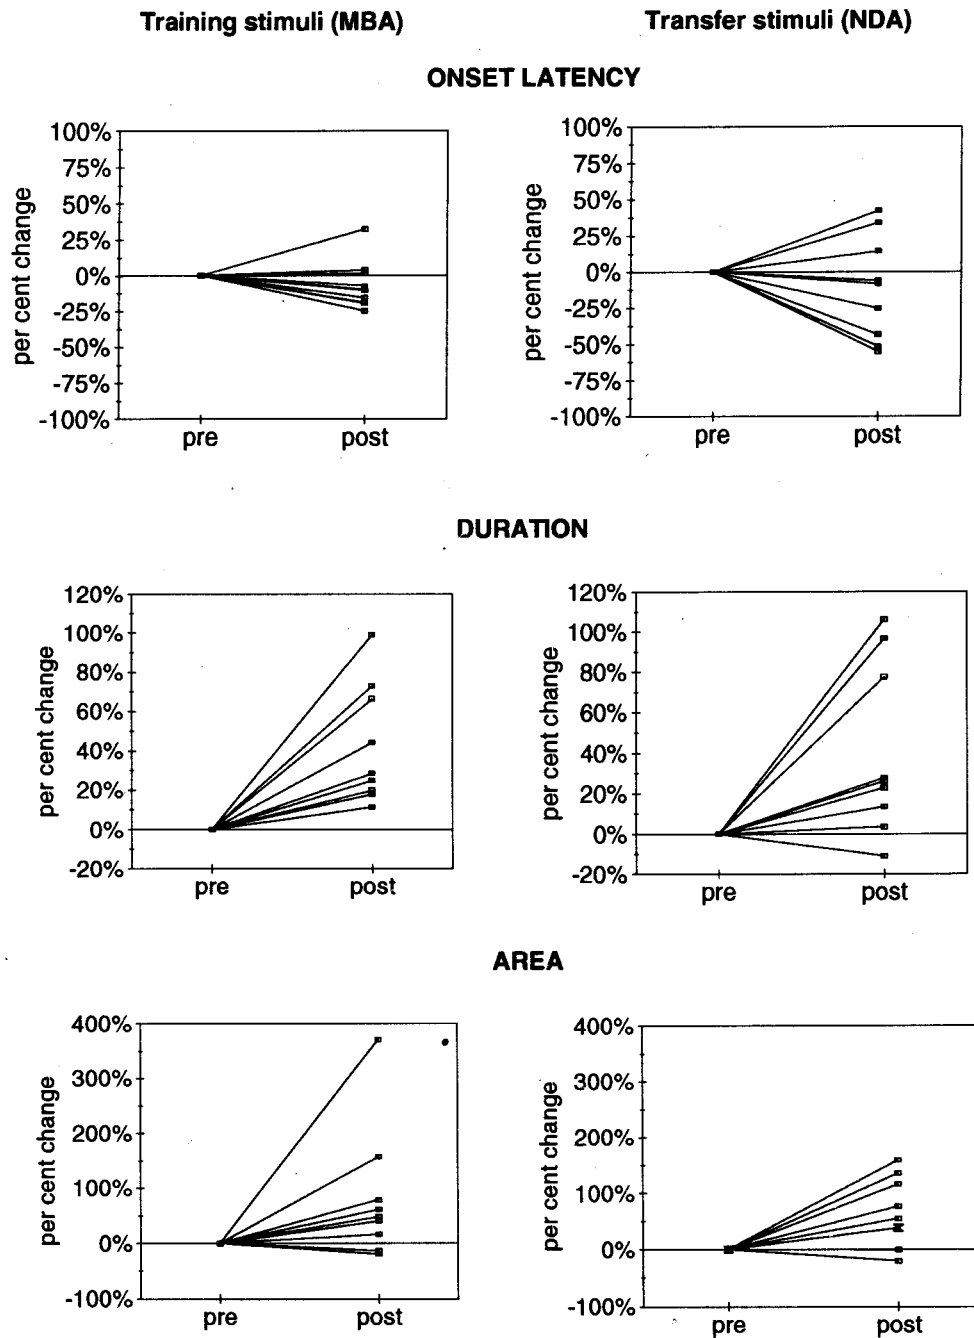 Training stimuli (MBA)
Transfer stimuli (NDA)
ONSET LATENCY
per cent change
100%
75%
50%
25%
0%
-25%
-50%
-75%
-100%
pre
post
per cent change
100%
75%
50%
25%
0%
-25%
-50%
-75%
-100%
pre
post
DURATION
per cent change
120%
100%
80%
60%
40%
20%
0%
-20%
pre
post
per cent change
120%
100%
80%
60%
40%
20%
0%
-20%
pre
post
AREA
per cent change
400%
300%
200%
100%
0%
-100%
pre
post
per cent change
400%
300%
200%
100%
0%
-100%
pre
post